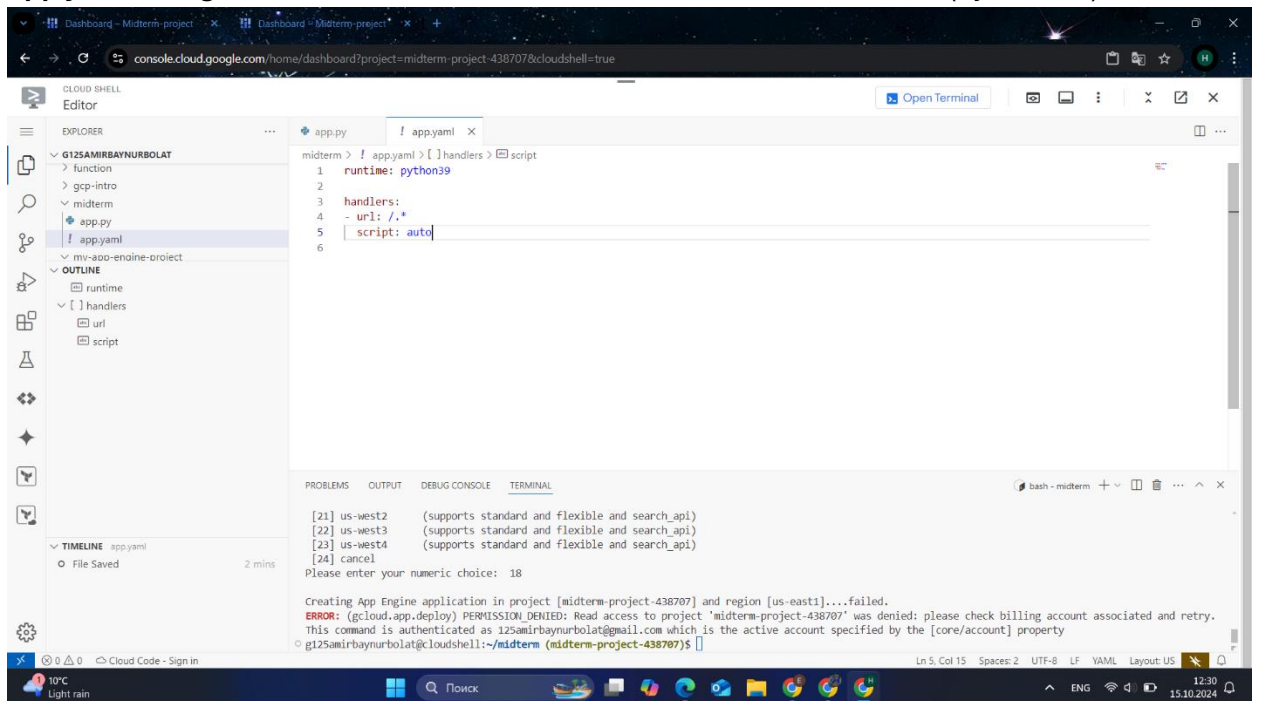 Dashboard – Midterm-project
Dashboard – Midterm-project
console.cloud.google.com/home/dashboard?project=midterm-project-438707&cloudshell=true
H
CLOUD SHELL
Editor
Open Terminal
EXPLORER
G125AMIRBAYNURBOLAT
function
gcp-intro
midterm
app.py
! app.yaml
my-app-engine-project
OUTLINE
runtime
[ ] handlers
url
script
TIMELINE app.yaml
File Saved 2 mins
app.py ! app.yaml
midterm > ! app.yaml > [ ] handlers > script
1 runtime: python39
2
3 handlers:
4 - url: /.*
5 script: auto
6
PROBLEMS OUTPUT DEBUG CONSOLE TERMINAL
bash - midterm
[21] us-west2 (supports standard and flexible and search_api)
[22] us-west3 (supports standard and flexible and search_api)
[23] us-west4 (supports standard and flexible and search_api)
[24] cancel
Please enter your numeric choice: 18
Creating App Engine application in project [midterm-project-438707] and region [us-east1]....failed.
ERROR: (gcloud.app.deploy) PERMISSION_DENIED: Read access to project 'midterm-project-438707' was denied: please check billing account associated and retry.
This command is authenticated as 125amirbaynurbolat@gmail.com which is the active account specified by the [core/account] property
g125amirbaynurbolat@cloudshell:~/midterm (midterm-project-438707)$
0 0 Cloud Code - Sign in
Ln 5, Col 15 Spaces: 2 UTF-8 LF YAML Layout: US
1
10°C
Light rain
Поиск
ENG
12:30
15.10.2024